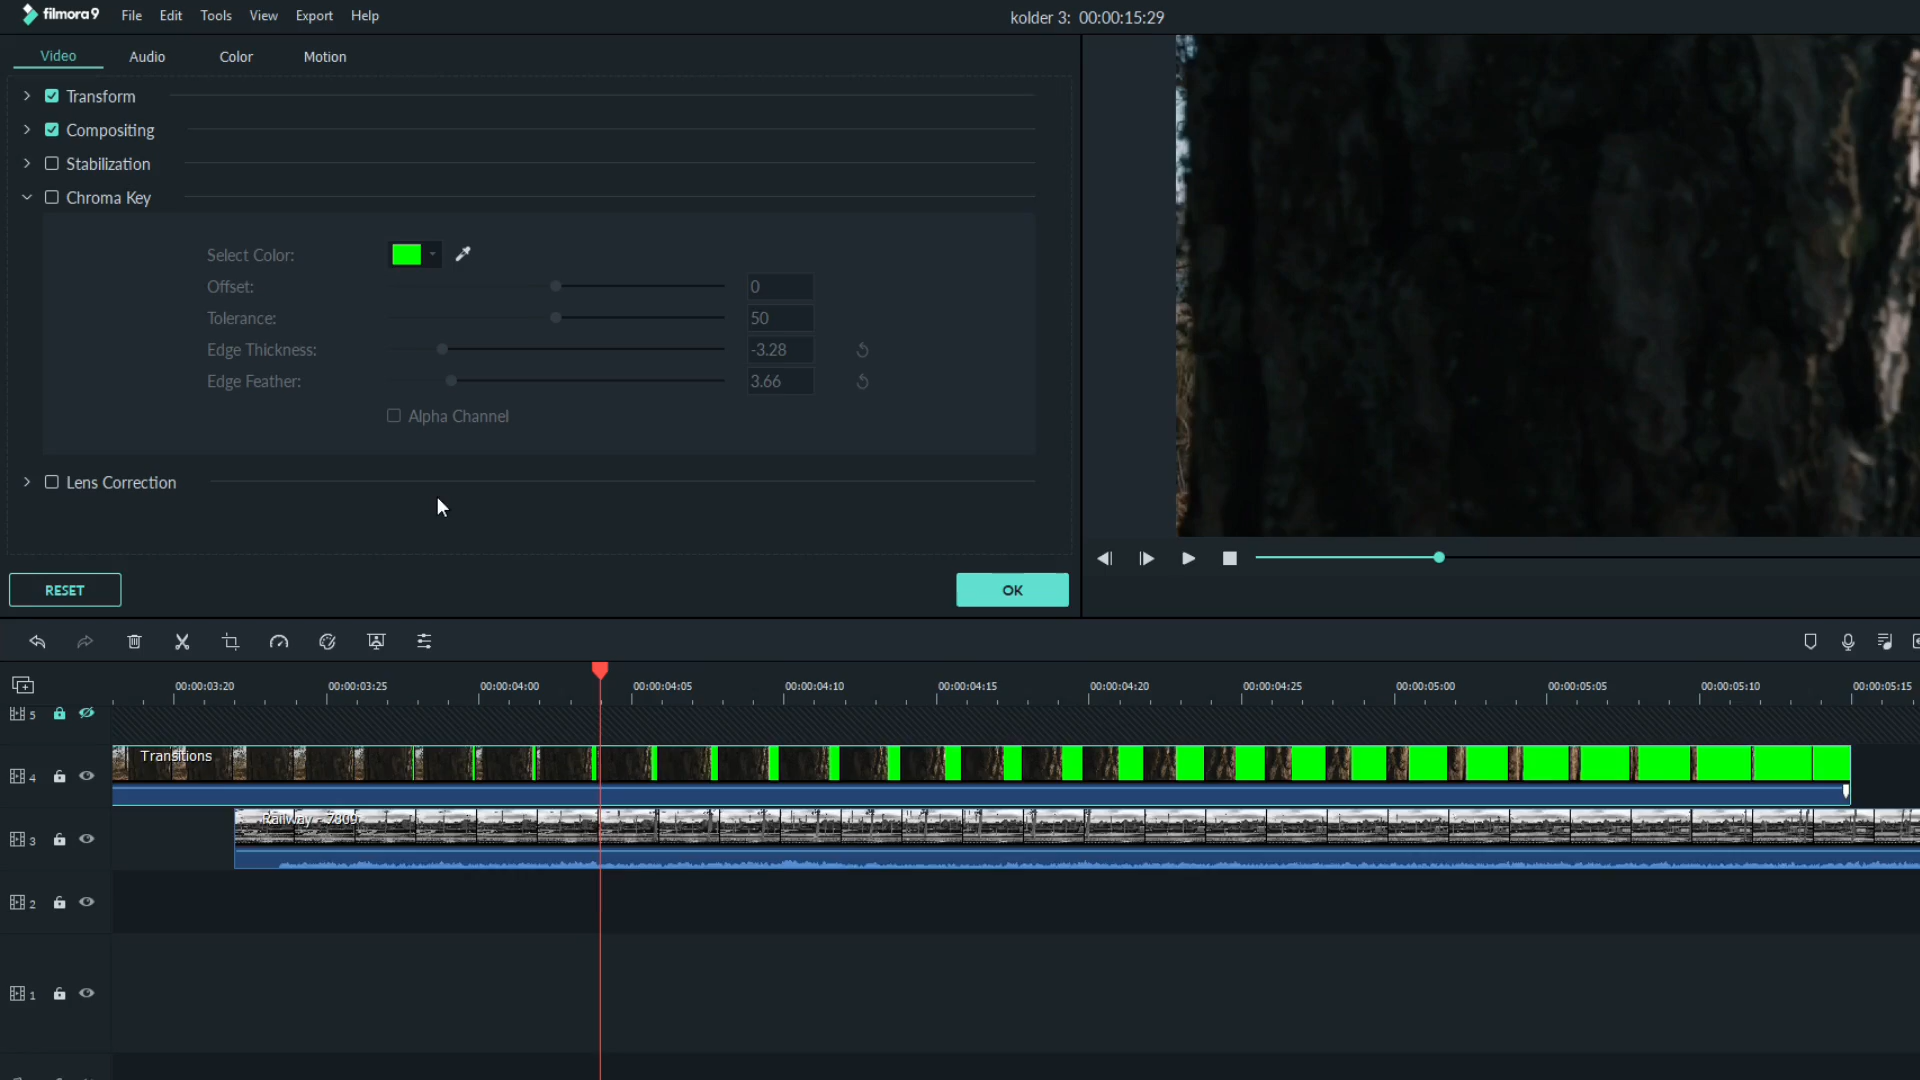 filmora9 File Edit Tools View Export Help kolder 3: 00:00:15:29
Video Audio Color Motion
Transform
Compositing
Stabilization
Chroma Key
Select Color:
Offset: 0
Tolerance: 50
Edge Thickness: -3.28
Edge Feather: 3.66
Alpha Channel
Lens Correction
RESET OK
00:00:03:20 00:00:03:25 00:00:04:00 00:00:04:05 00:00:04:10 00:00:04:15 00:00:04:20 00:00:04:25 00:00:05:00 00:00:05:05 00:00:05:10 00:00:05:15
5
Transitions
4
Railway - 7809
3
2
1